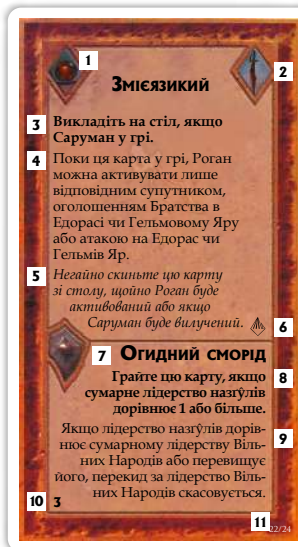 1
2
Змієязикий
3
Викладіть на стіл, якщо
Саруман у грі.
4
Поки ця карта у грі, Роган
можна активувати лише
відповідним супутником,
оголошенням Братства в
Едорасі чи Гельмовому Яру
або атакою на Едорас чи
Гельмів Яр.
5
Негайно скиньте цю карту
зі столу, щойно Роган буде
активований або якщо
Саруман буде вилучений.
6
7
Огидний сморід
Грайте цю карту, якщо
8
сумарне лідерство назґулів
дорівнює 1 або більше.
Якщо лідерство назґулів дорів-
9
нює сумарному лідерству Віль-
них Народів або перевищує
його, перекид за лідерство Віль-
них Народів скасовується.
10
3
11
22/24